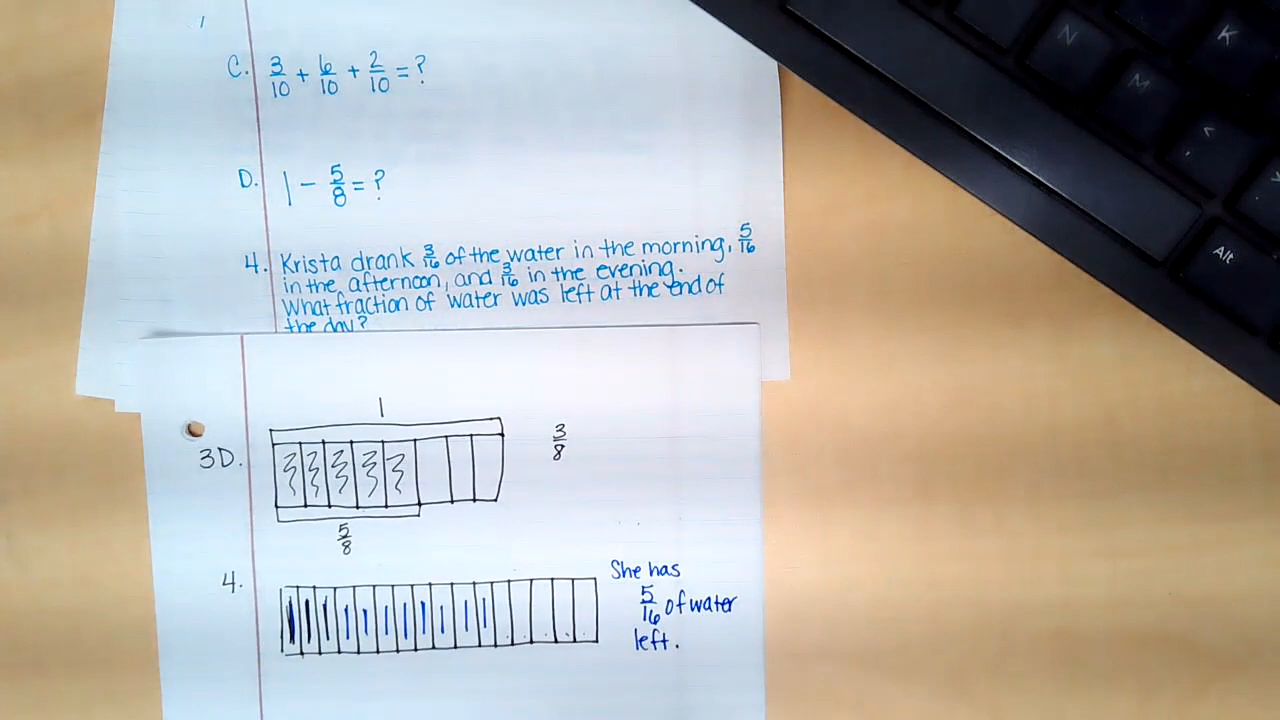 C. 3/10 + 6/10 + 2/10 = ?
D. 1 - 5/8 = ?
4. Krista drank 3/16 of the water in the morning, 5/16
in the afternoon, and 3/16 in the evening.
What fraction of water was left at the end of
the day?
1
3D.
3/8
5/8
4.
She has
5/16 of water
left.
N
M
K
<
,
Alt